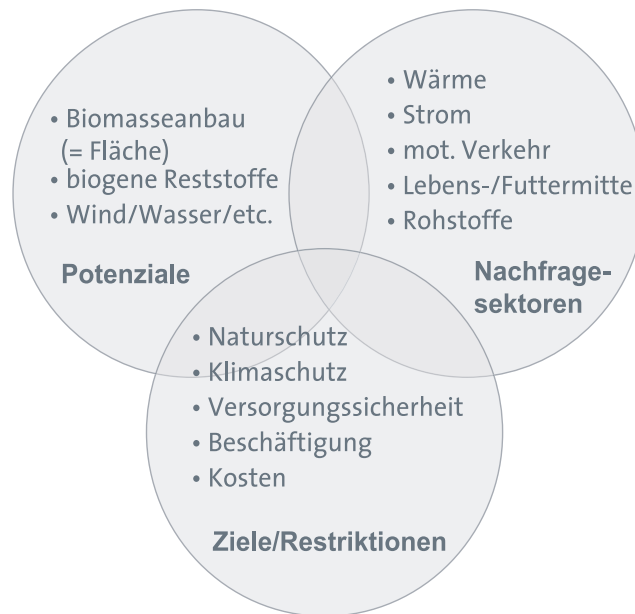 • Biomasseanbau
(= Fläche)
• biogene Reststoffe
• Wind/Wasser/etc.
Potenziale
• Wärme
• Strom
• mot. Verkehr
• Lebens-/Futtermitte
• Rohstoffe
Nachfrage-
sektoren
• Naturschutz
• Klimaschutz
• Versorgungssicherheit
• Beschäftigung
• Kosten
Ziele/Restriktionen